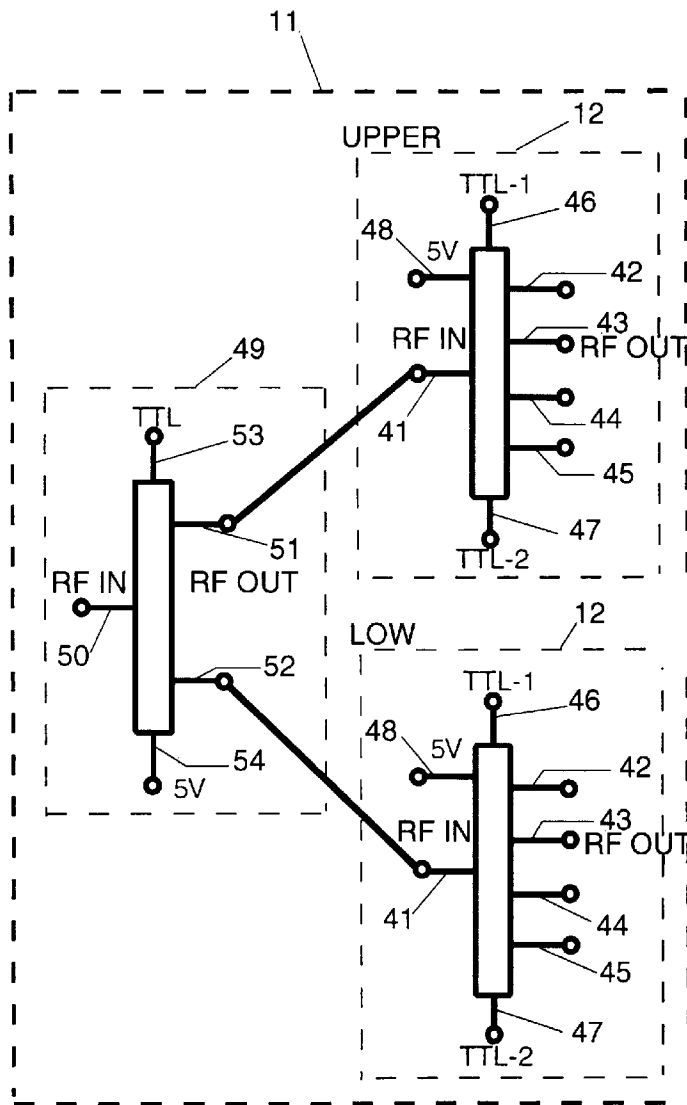 11
UPPER
12
TTL-1
46
48
5V
42
43
RF IN
RF OUT
41
44
45
47
TTL-2
49
TTL
53
51
RF IN
RF OUT
50
52
54
5V
LOW
12
TTL-1
46
48
5V
42
43
RF IN
RF OUT
41
44
45
47
TTL-2